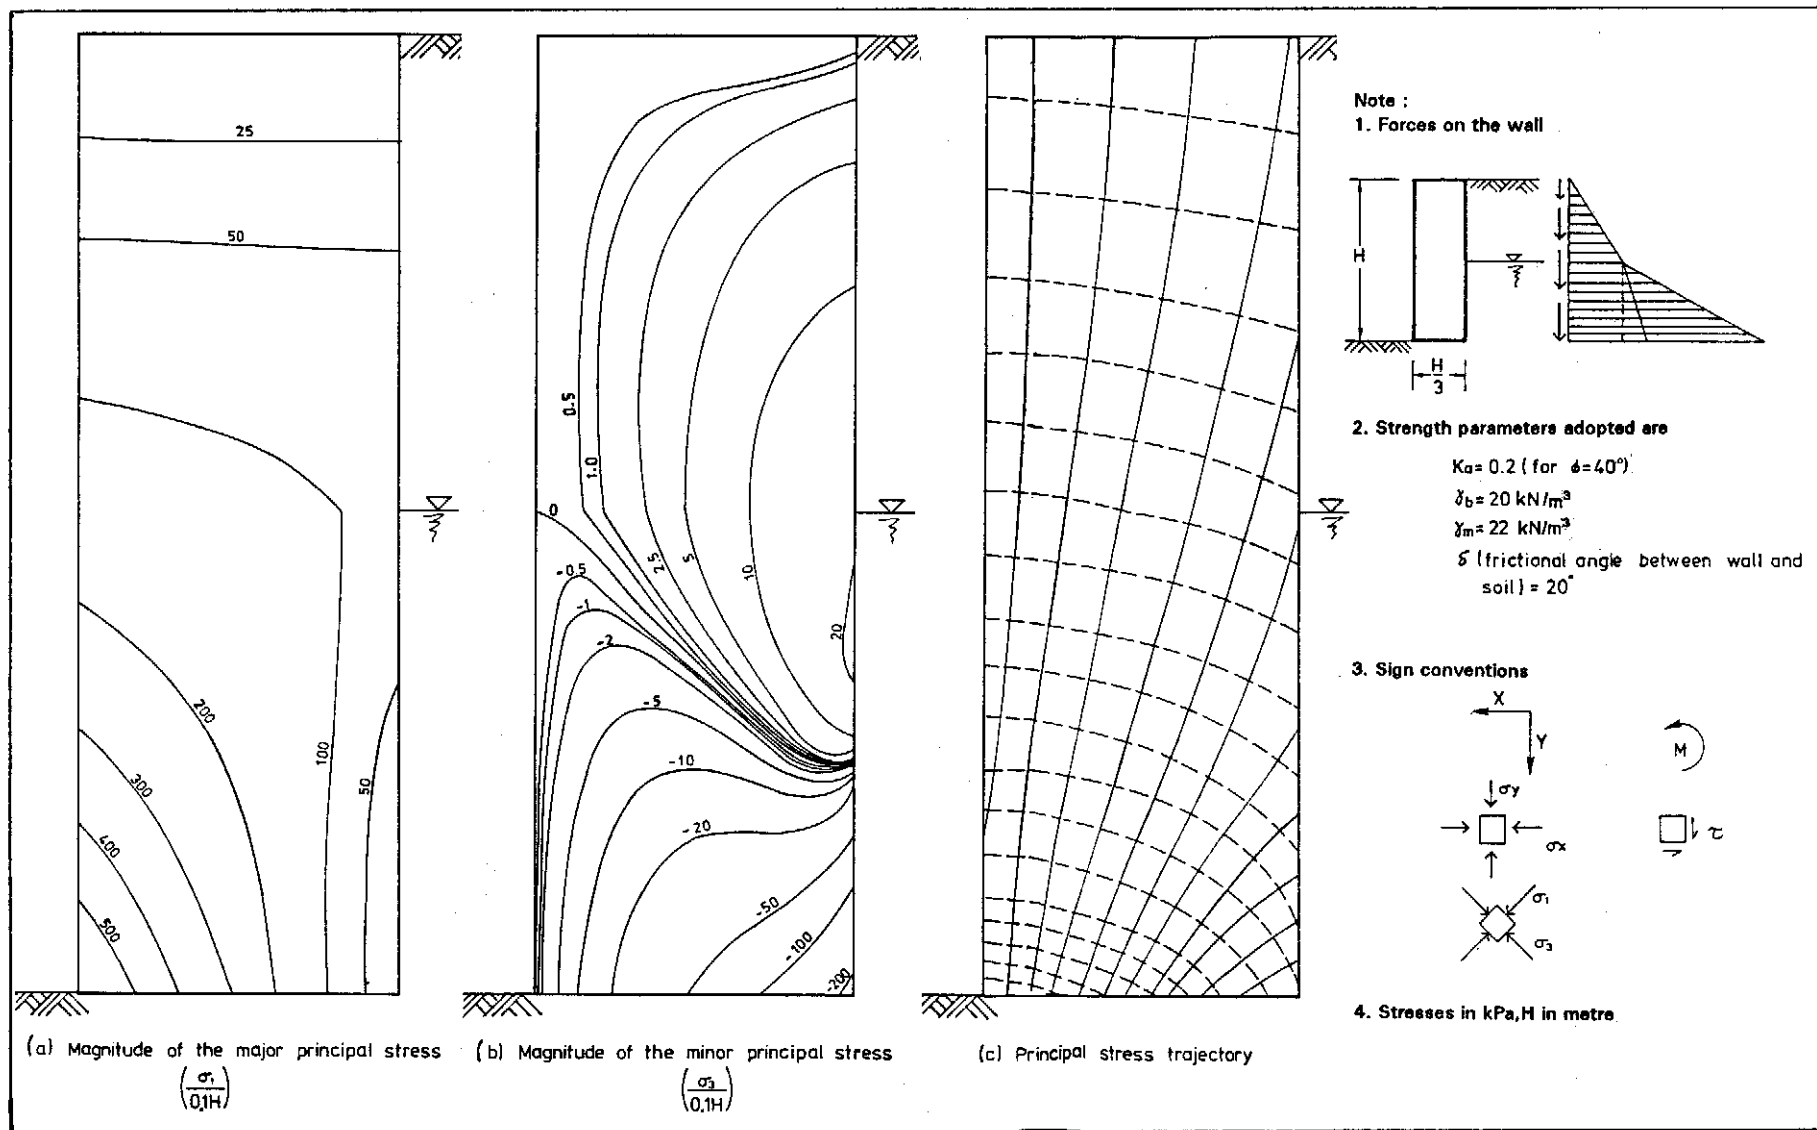 25
50
100
200
300
400
500
50
(a) Magnitude of the major principal stress
(σ₁/0.1H)
0.5
1.0
2.5
5
10
20
0
-0.5
-1
-2
-5
-10
-20
-50
-100
-200
(b) Magnitude of the minor principal stress
(σ₃/0.1H)
(c) Principal stress trajectory
Note :
1. Forces on the wall
H
H/3
2. Strength parameters adopted are
Ka= 0.2 ( for ϕ=40°)
γb= 20 kN/m³
γm= 22 kN/m³
δ (frictional angle between wall and
soil) = 20°
3. Sign conventions
X
Y
M
σy
σx
τ
σ₁
σ₃
4. Stresses in kPa, H in metre